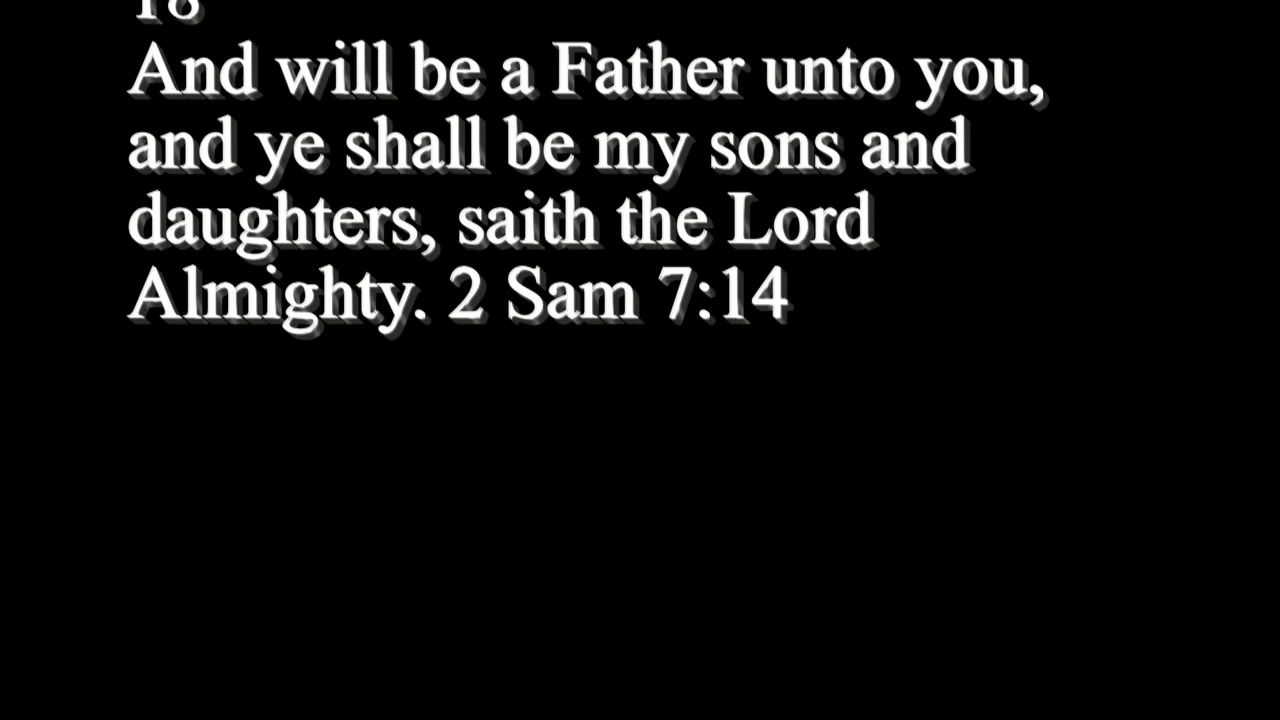 18
And will be a Father unto you,
and ye shall be my sons and
daughters, saith the Lord
Almighty. 2 Sam 7:14